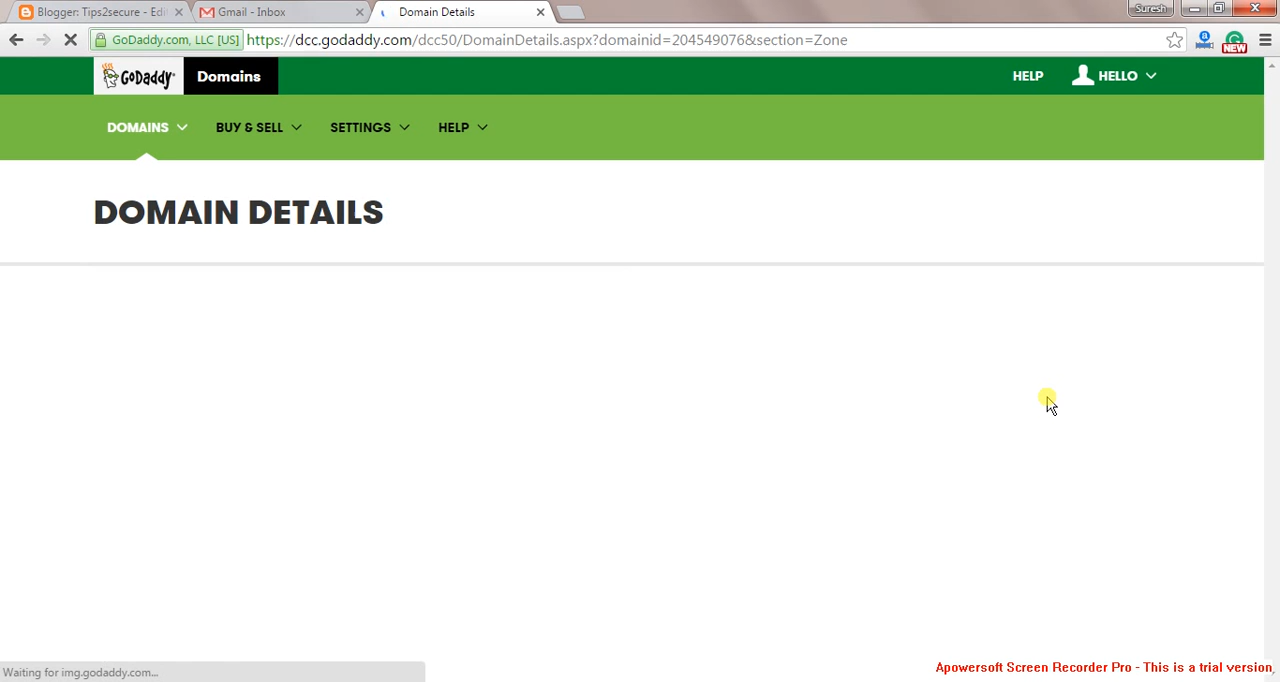 Blogger: Tips2secure - Edi
Gmail - Inbox
Domain Details
Suresh
GoDaddy.com, LLC [US]
https://dcc.godaddy.com/dcc50/DomainDetails.aspx?domainid=204549076&section=Zone
NEW
GoDaddy
Domains
HELP
HELLO
DOMAINS
BUY & SELL
SETTINGS
HELP
DOMAIN DETAILS
Waiting for img.godaddy.com...
Apowersoft Screen Recorder Pro - This is a trial version